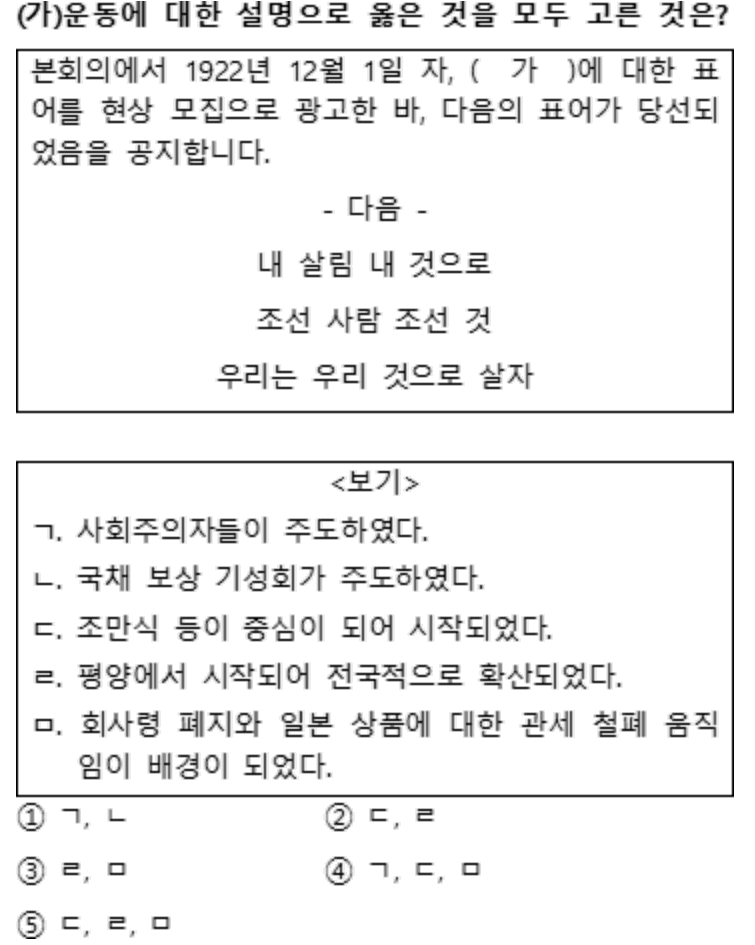 (가)운동에 대한 설명으로 옳은 것을 모두 고른 것은?
본회의에서 1922년 12월 1일 자, ( 가 )에 대한 표
어를 현상 모집으로 광고한 바, 다음의 표어가 당선되
었음을 공지합니다.
- 다음 -
내 살림 내 것으로
조선 사람 조선 것
우리는 우리 것으로 살자
<보기>
ㄱ. 사회주의자들이 주도하였다.
ㄴ. 국채 보상 기성회가 주도하였다.
ㄷ. 조만식 등이 중심이 되어 시작되었다.
ㄹ. 평양에서 시작되어 전국적으로 확산되었다.
ㅁ. 회사령 폐지와 일본 상품에 대한 관세 철폐 움직
임이 배경이 되었다.
① ㄱ, ㄴ ② ㄷ, ㄹ
③ ㄹ, ㅁ ④ ㄱ, ㄷ, ㅁ
⑤ ㄷ, ㄹ, ㅁ